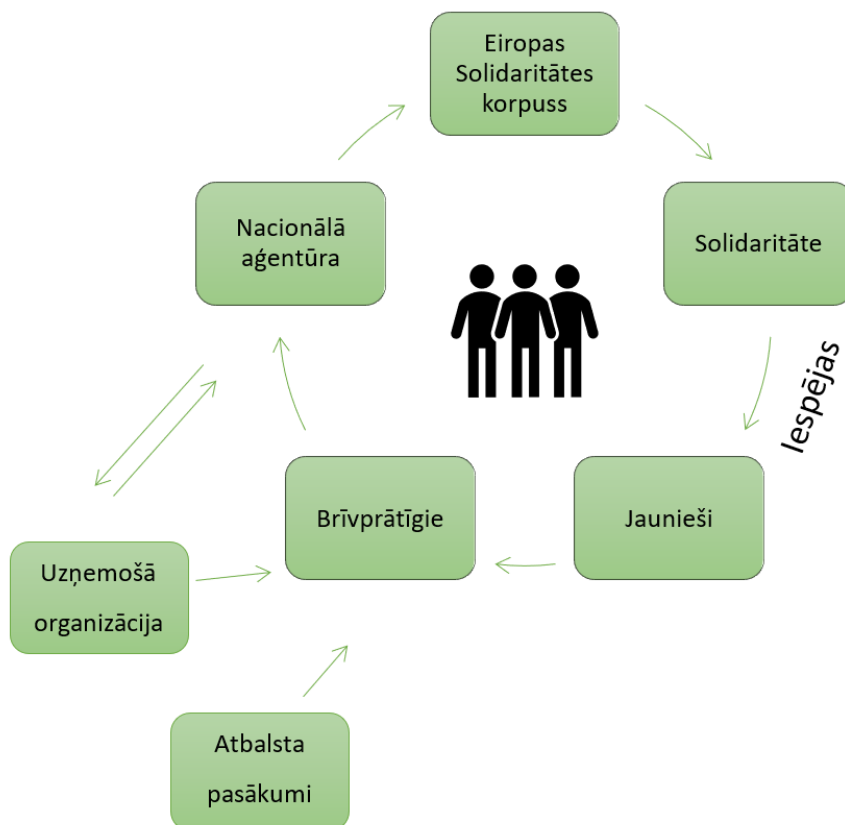 Eiropas
Solidaritātes
korpuss
Nacionālā
aģentūra
Solidaritāte
Iespējas
Brīvprātīgie
Jaunieši
Uzņemošā
organizācija
Atbalsta
pasākumi